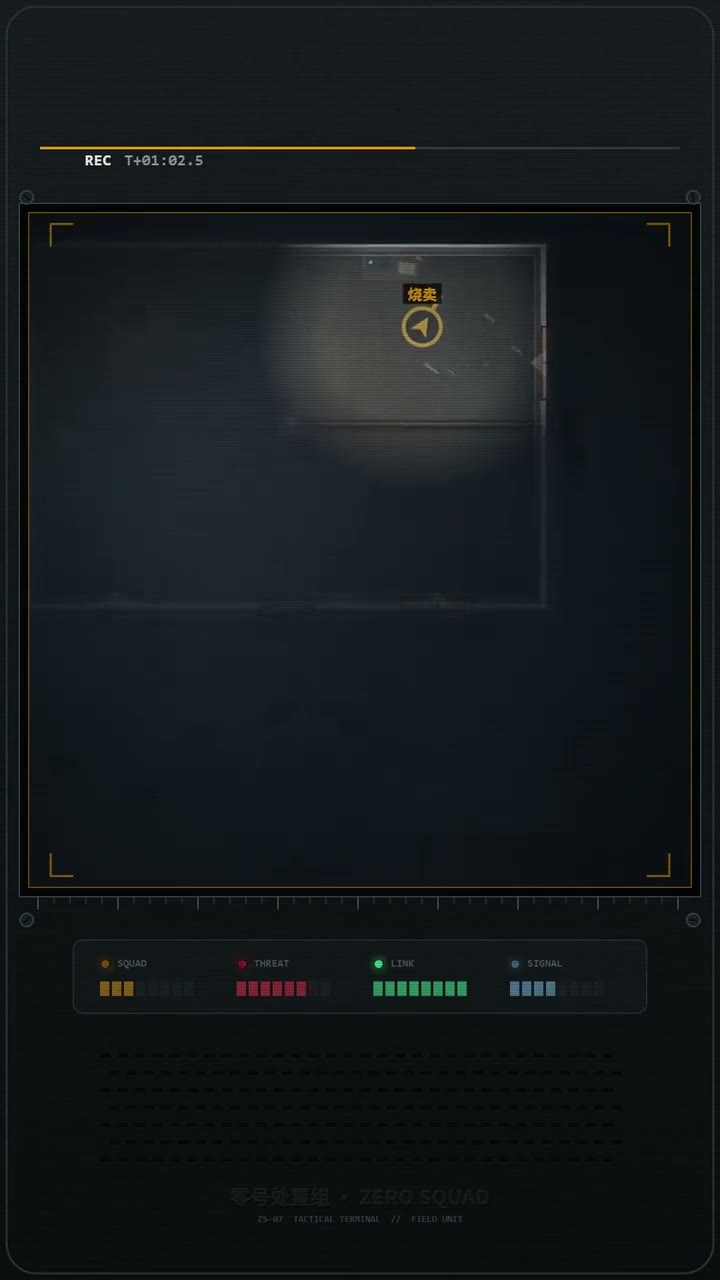 REC T+01:02.5
烧卖
SQUAD THREAT LINK SIGNAL
零号处置组 · ZERO SQUAD
ZS-07 TACTICAL TERMINAL // FIELD UNIT